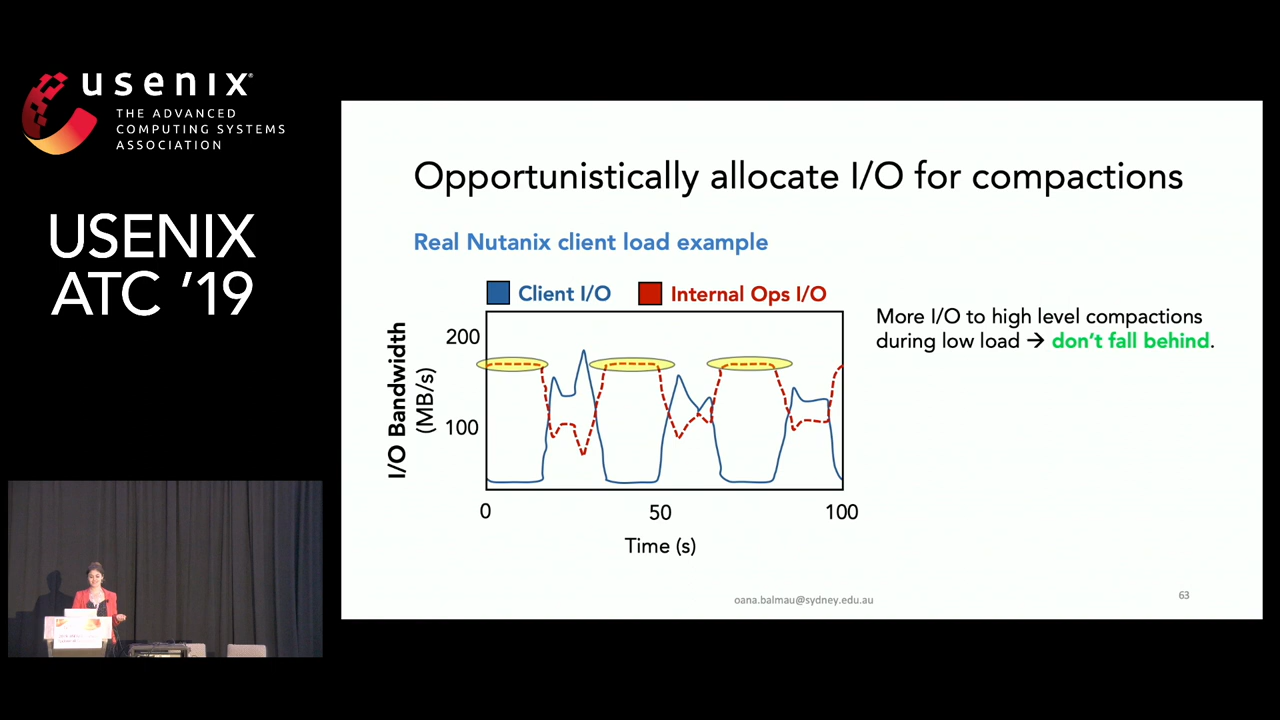 usenix
THE ADVANCED
COMPUTING SYSTEMS
ASSOCIATION
USENIX
ATC '19
Opportunistically allocate I/O for compactions
Real Nutanix client load example
Client I/O
Internal Ops I/O
I/O Bandwidth
(MB/s)
200
100
0
50
100
Time (s)
More I/O to high level compactions
during low load → don't fall behind.
oana.balmau@sydney.edu.au
63